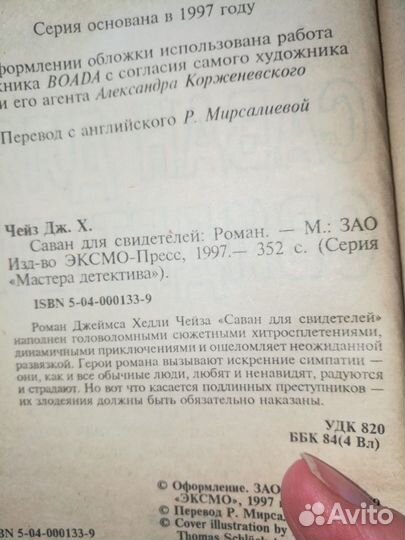 Серия основана в 1997 году
формлении обложки использована работа
жника BOADA с согласия самого художника
и его агента Александра Корженевского
Перевод с английского Р. Мирсалиевой
Чейз Дж. Х.
Саван для свидетелей: Роман. — М.: ЗАО
Изд-во ЭКСМО-Пресс, 1997.— 352 с. (Серия
«Мастера детектива»).
ISBN 5-04-000133-9
Роман Джеймса Хедли Чейза «Саван для свидетелей»
наполнен головоломными сюжетными хитросплетениями,
динамичными приключениями и ошеломляет неожиданной
развязкой. Герои романа вызывают искренние симпатии —
они, как и все обычные люди, любят и ненавидят, радуются
и страдают. Но вот что касается подлинных преступников —
их злодеяния должны быть обязательно наказаны.
УДК 820
ББК 84(4 Вл)
© Оформление. ЗАО
«ЭКСМО», 1997
© Перевод Р. Мирса
© Cover illustration by
Thomas Schlü
ISBN 5-04-000133-9
Avito